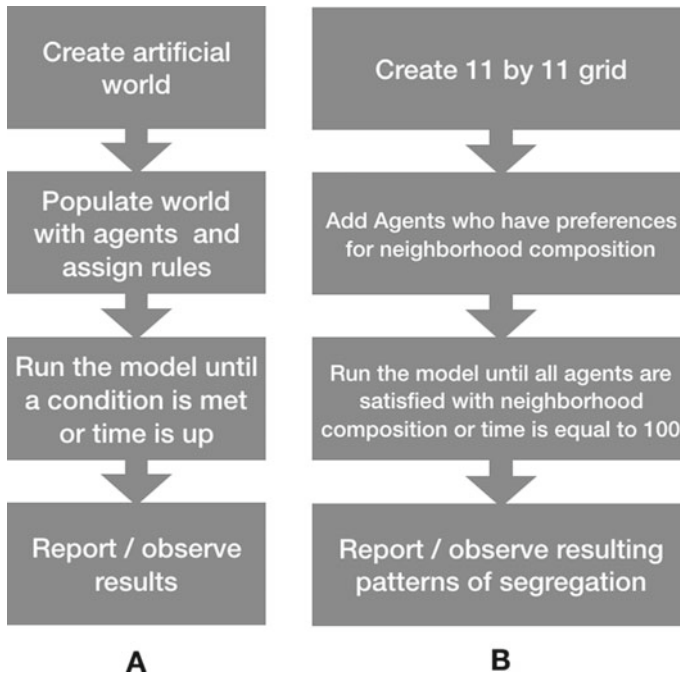 Create artificial
world
Populate world
with agents and
assign rules
Run the model until
a condition is met
or time is up
Report / observe
results
A
Create 11 by 11 grid
Add Agents who have preferences
for neighborhood composition
Run the model until all agents are
satisfied with neighborhood
composition or time is equal to 100
Report / observe resulting
patterns of segregation
B